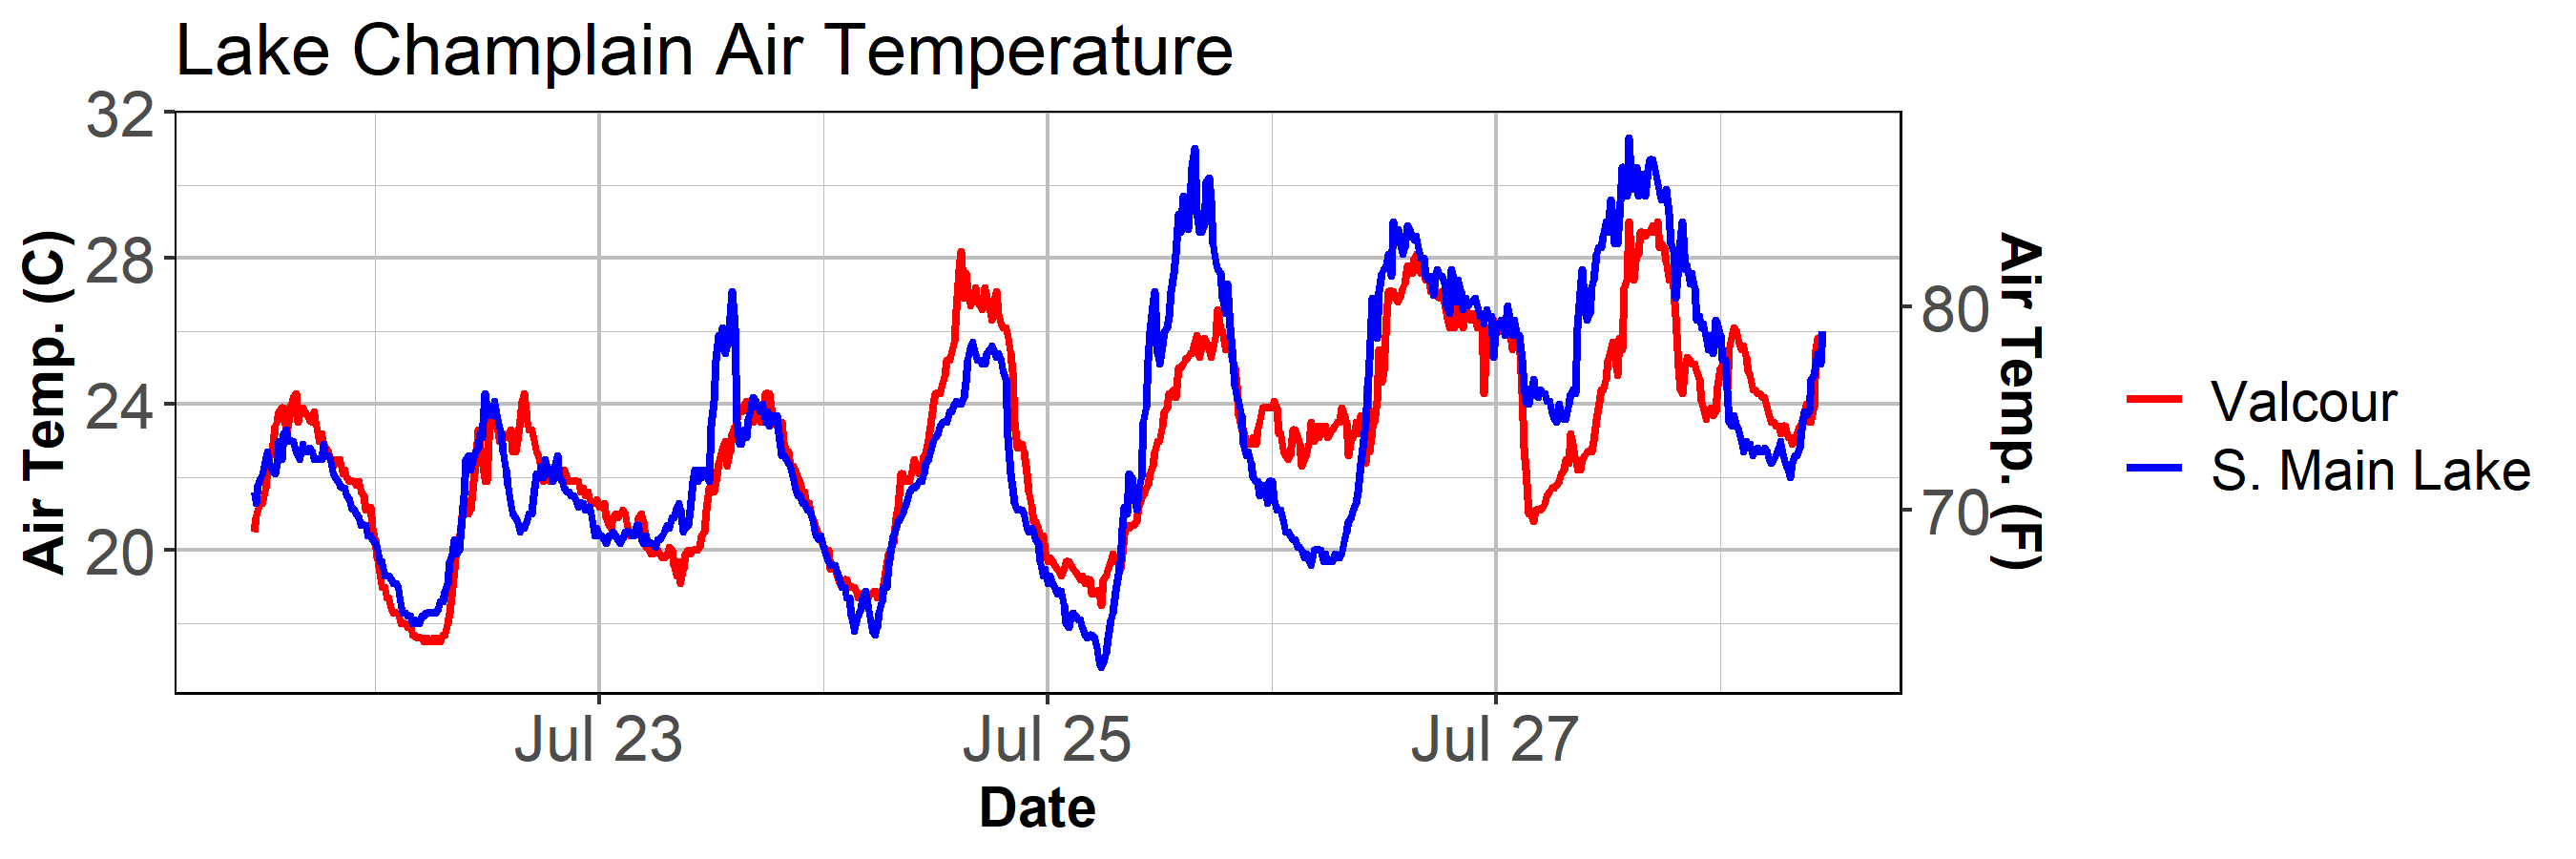 Lake Champlain Air Temperature
32
28
24
20
Air Temp. (C)
80
70
Air Temp. (F)
Jul 23
Jul 25
Jul 27
Date
Valcour
S. Main Lake